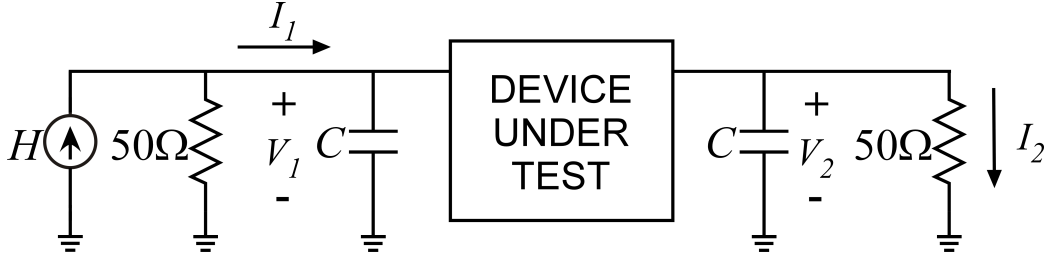 I1
H
50Ω
+
V1
-
C
DEVICE
UNDER
TEST
C
+
V2
-
50Ω
I2